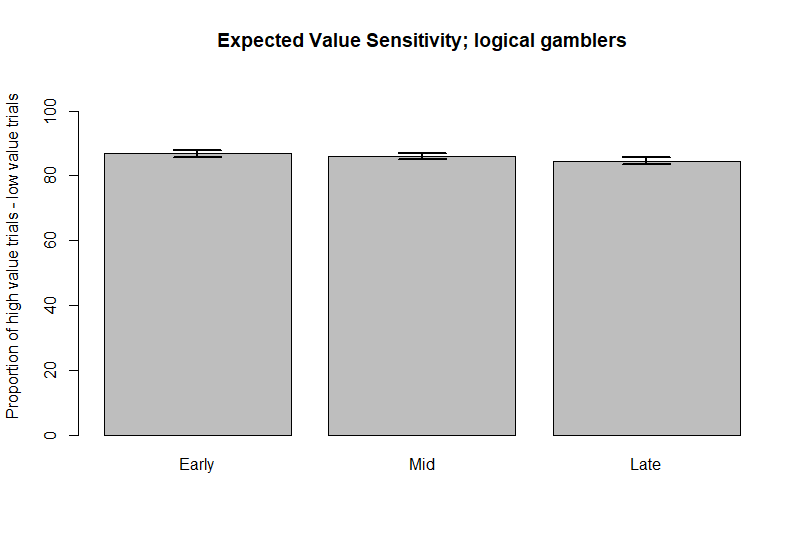 Expected Value Sensitivity; logical gamblers
Proportion of high value trials - low value trials
100
80
60
40
20
0
Early
Mid
Late